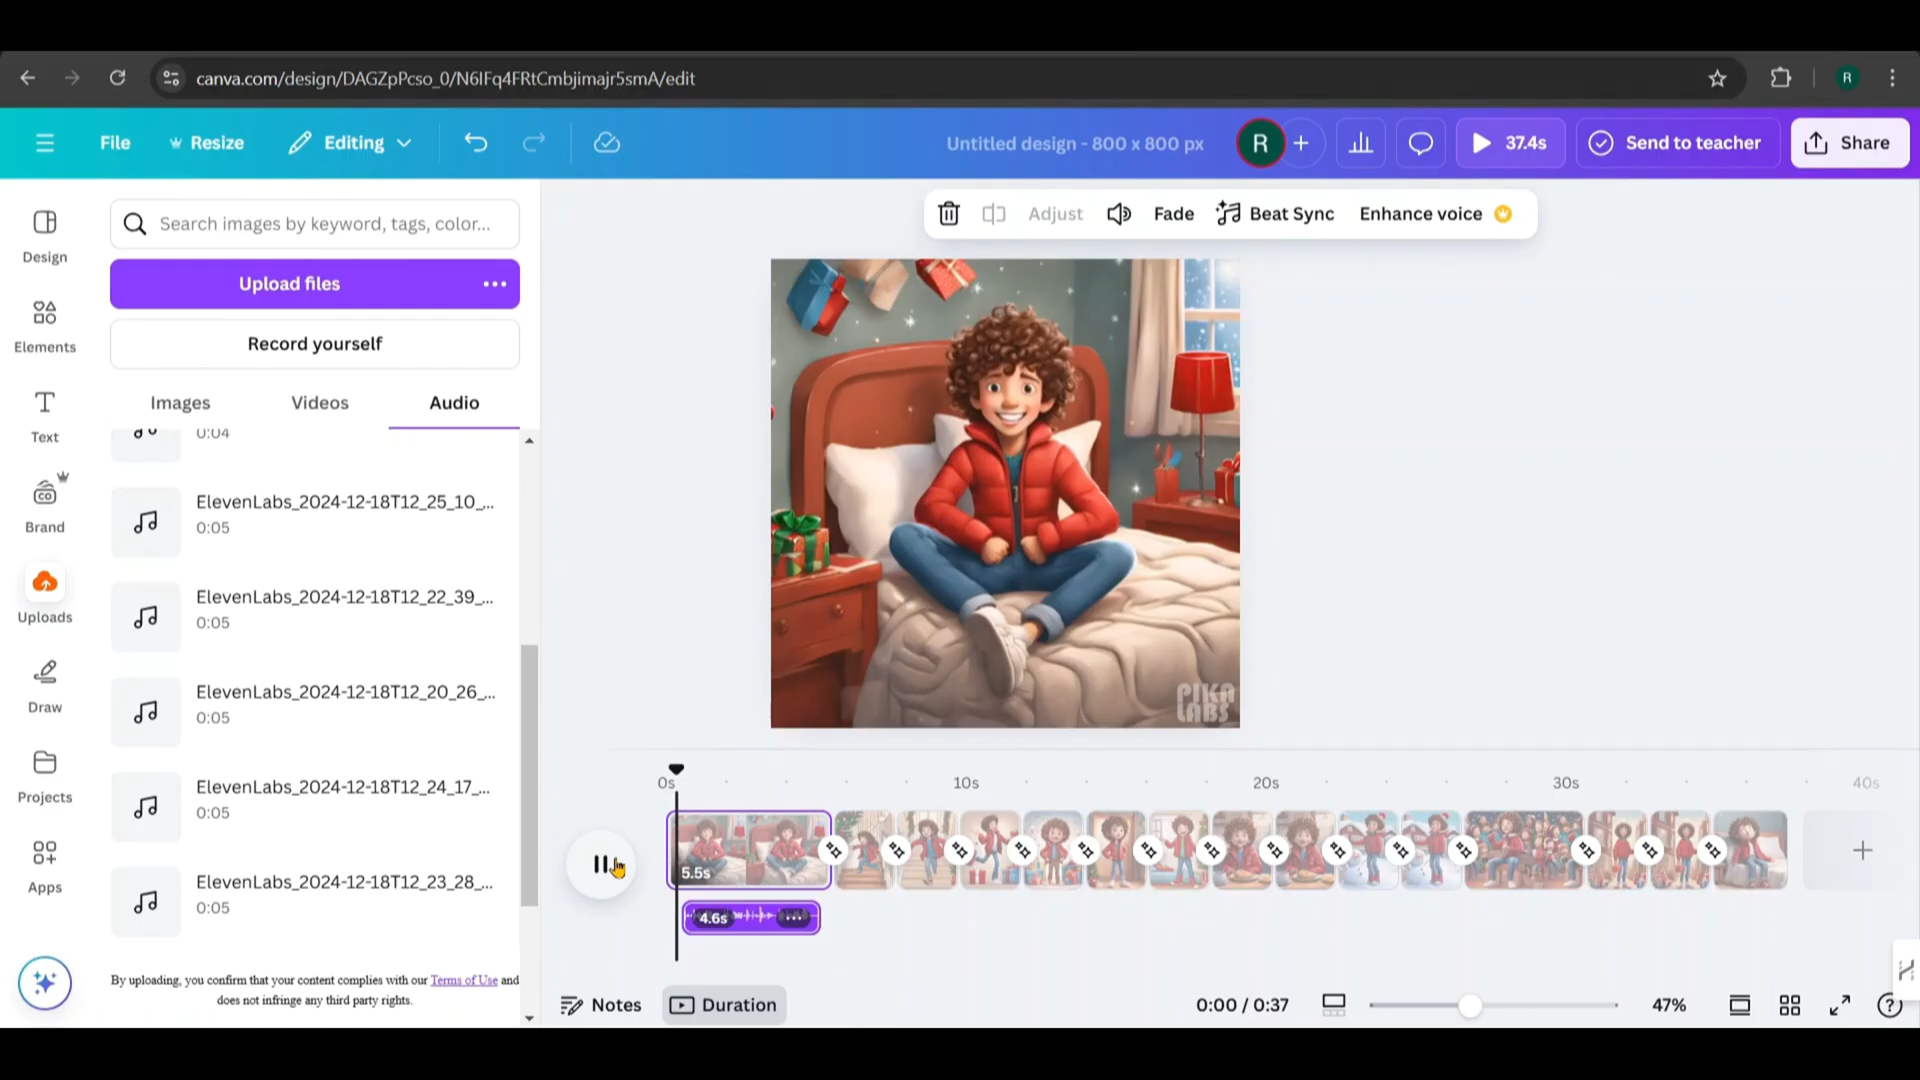 canva.com/design/DAGZpPcso_0/N6IFq4FRtCmbjimajr5smA/edit
R
File
Resize
Editing
Untitled design - 800 x 800 px
R
37.4s
Send to teacher
Share
Design
Elements
Text
Brand
Uploads
Draw
Projects
Apps
Search images by keyword, tags, color...
Upload files
Record yourself
Images
Videos
Audio
0:04
ElevenLabs_2024-12-18T12_25_10_...
0:05
ElevenLabs_2024-12-18T12_22_39_...
0:05
ElevenLabs_2024-12-18T12_20_26_...
0:05
ElevenLabs_2024-12-18T12_24_17_...
0:05
ElevenLabs_2024-12-18T12_23_28_...
0:05
By uploading, you confirm that your content complies with our Terms of Use and
does not infringe any third party rights.
Adjust
Fade
Beat Sync
Enhance voice
PIKA
LABS
0s
10s
20s
30s
40s
5.5s
4.6s
Notes
Duration
0:00 / 0:37
47%